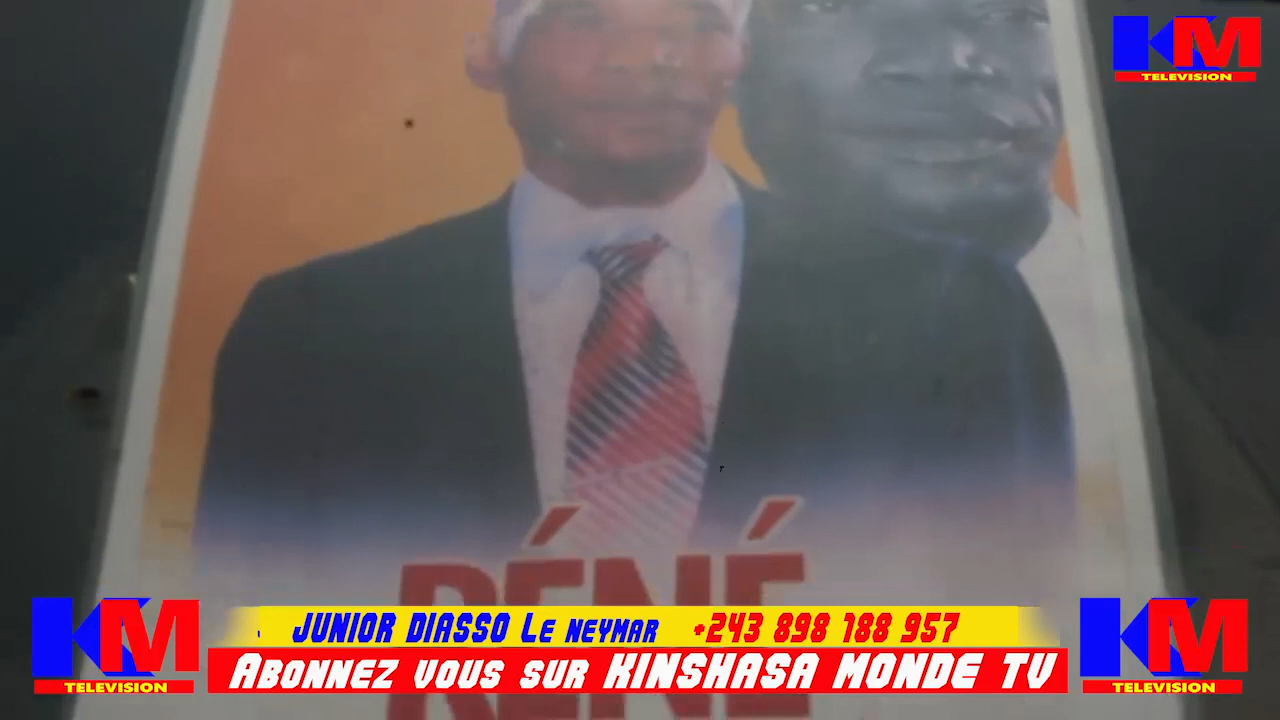 KM
TELEVISION
RÉNÉ
JUNIOR DIASSO Le neymar +243 898 188 957
Abonnez vous sur KINSHASA MONDE TV
KM
TELEVISION
KM
TELEVISION